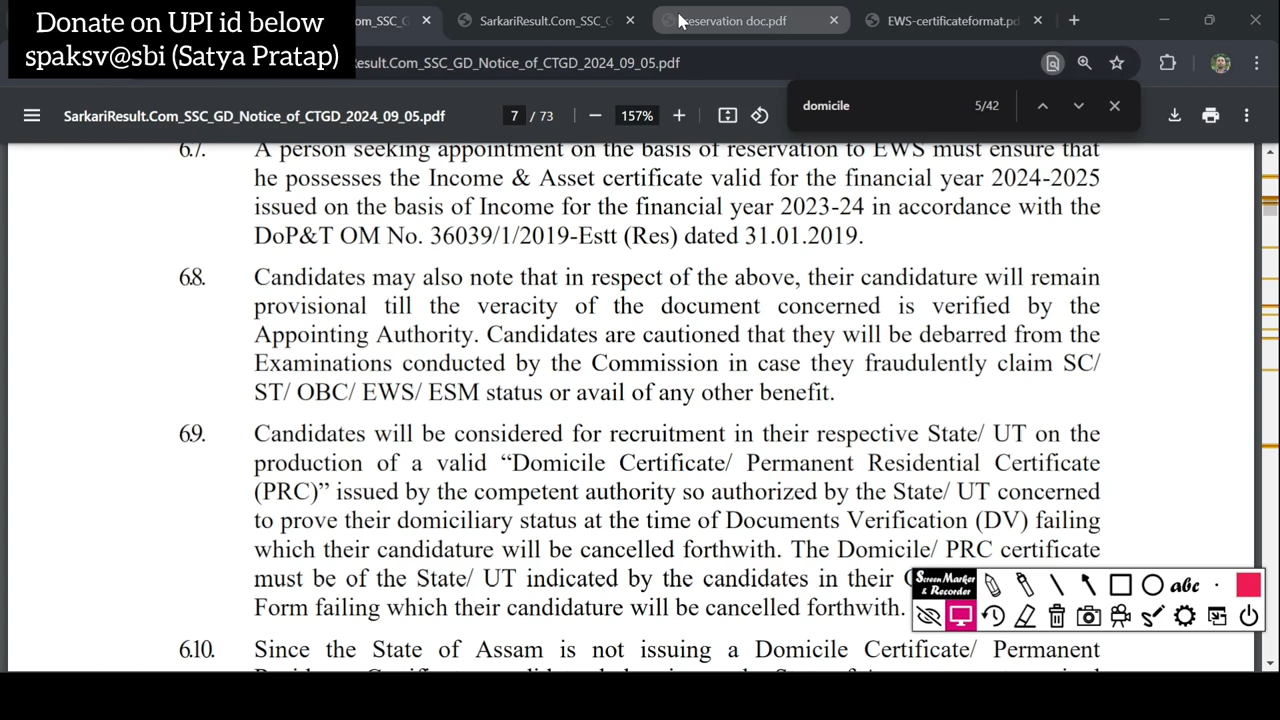 Donate on UPI id below
spaksv@sbi (Satya Pratap)
om_SSC_G
SarkariResult.Com_SSC_G
eservation doc.pdf
EWS-certificateformat.pd
esult.Com_SSC_GD_Notice_of_CTGD_2024_09_05.pdf
domicile 5/42
SarkariResult.Com_SSC_GD_Notice_of_CTGD_2024_09_05.pdf
7 / 73
157%
6.7. A person seeking appointment on the basis of reservation to EWS must ensure that
he possesses the Income & Asset certificate valid for the financial year 2024-2025
issued on the basis of Income for the financial year 2023-24 in accordance with the
DoP&T OM No. 36039/1/2019-Estt (Res) dated 31.01.2019.
6.8. Candidates may also note that in respect of the above, their candidature will remain
provisional till the veracity of the document concerned is verified by the
Appointing Authority. Candidates are cautioned that they will be debarred from the
Examinations conducted by the Commission in case they fraudulently claim SC/
ST/ OBC/ EWS/ ESM status or avail of any other benefit.
6.9. Candidates will be considered for recruitment in their respective State/ UT on the
production of a valid “Domicile Certificate/ Permanent Residential Certificate
(PRC)” issued by the competent authority so authorized by the State/ UT concerned
to prove their domiciliary status at the time of Documents Verification (DV) failing
which their candidature will be cancelled forthwith. The Domicile/ PRC certificate
must be of the State/ UT indicated by the candidates in their
Form failing which their candidature will be cancelled forthwith.
Screen Marker
& Recorder
abc
6.10. Since the State of Assam is not issuing a Domicile Certificate/ Permanent